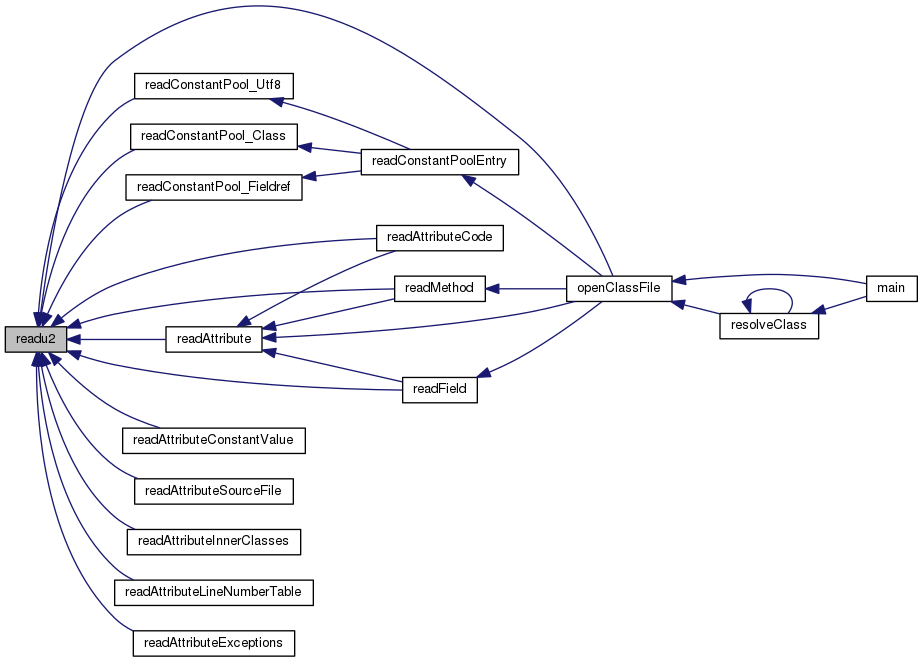 readConstantPool_Utf8
readConstantPool_Class
readConstantPoolEntry
readConstantPool_Fieldref
readAttributeCode
readMethod
openClassFile
main
resolveClass
readu2
readAttribute
readField
readAttributeConstantValue
readAttributeSourceFile
readAttributeInnerClasses
readAttributeLineNumberTable
readAttributeExceptions